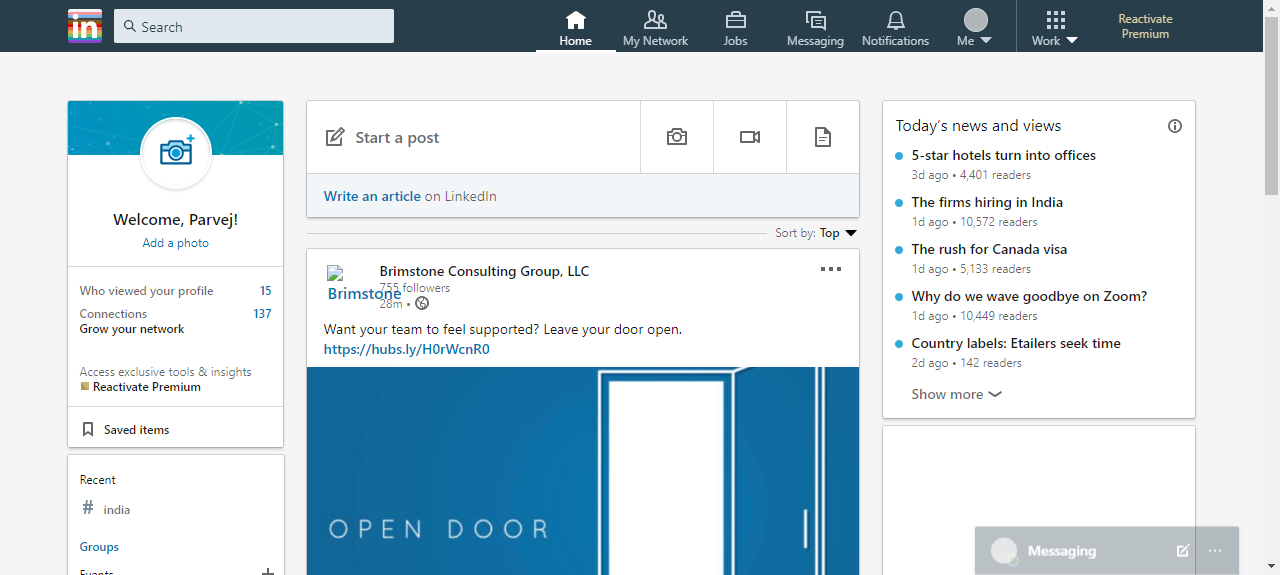 in
Search
Home
My Network
Jobs
Messaging
Notifications
Me
Work
Reactivate
Premium
Welcome, Parvej!
Add a photo
Who viewed your profile 15
Connections 137
Grow your network
Access exclusive tools & insights
Reactivate Premium
Saved items
Recent
# india
Groups
Events
Start a post
Write an article on LinkedIn
Sort by: Top
Brimstone
Brimstone Consulting Group, LLC
755 followers
28m •
Want your team to feel supported? Leave your door open.
https://hubs.ly/H0rWcnR0
OPEN DOOR
Today's news and views
5-star hotels turn into offices
3d ago • 4,401 readers
The firms hiring in India
1d ago • 10,572 readers
The rush for Canada visa
1d ago • 5,133 readers
Why do we wave goodbye on Zoom?
1d ago • 10,449 readers
Country labels: Etailers seek time
2d ago • 142 readers
Show more
Messaging